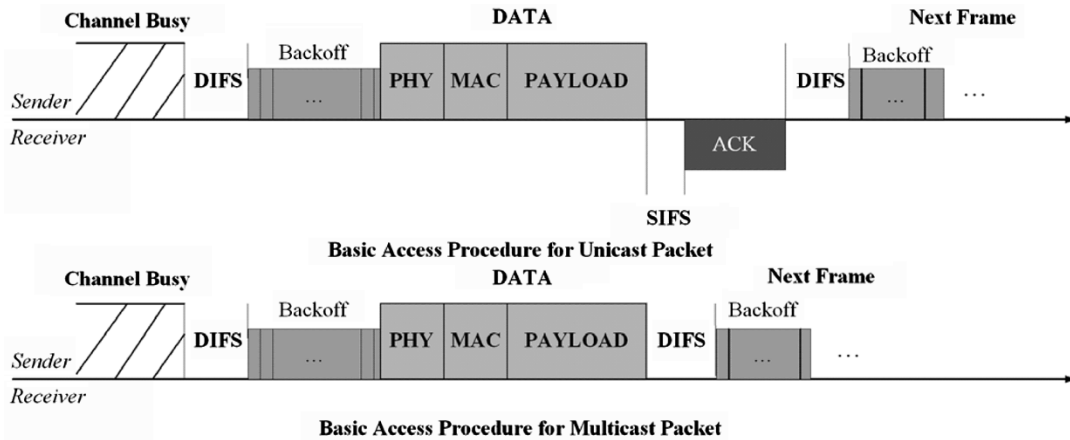 DATA
Channel Busy
Next Frame
Backoff
Backoff
DIFS
PHY
MAC
PAYLOAD
DIFS
...
...
...
Sender
Receiver
ACK
SIFS
Basic Access Procedure for Unicast Packet
Channel Busy
DATA
Next Frame
Backoff
Backoff
DIFS
PHY
MAC
PAYLOAD
DIFS
...
...
...
Sender
Receiver
Basic Access Procedure for Multicast Packet